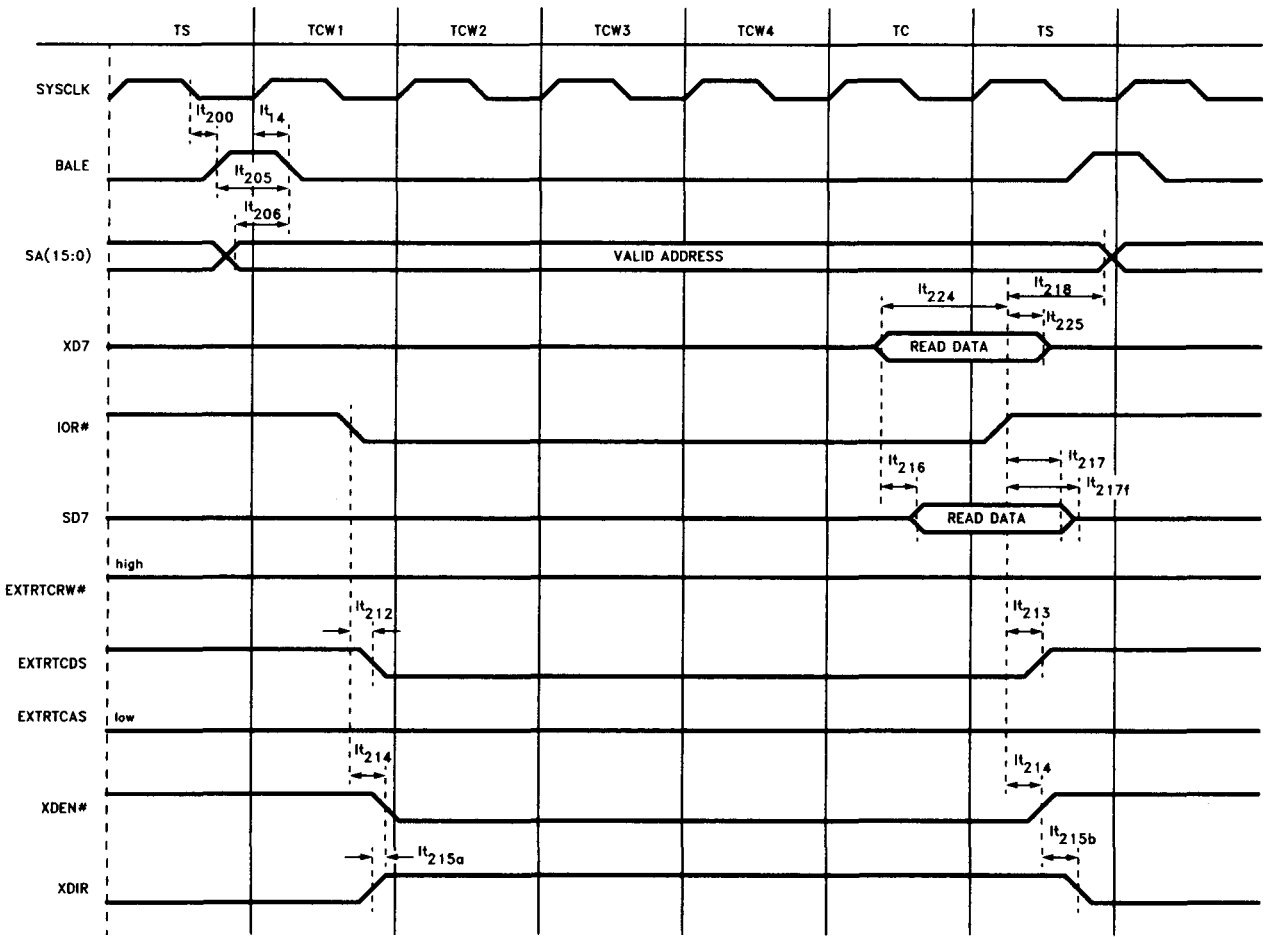 TS TCW1 TCW2 TCW3 TCW4 TC TS
SYSCLK
lt200 lt14
BALE
lt205
lt206
SA(15:0) VALID ADDRESS
lt224 lt218
lt225
XD7 READ DATA
IOR#
lt216 lt217
lt217f
SD7 READ DATA
high
EXTRTCRW#
lt212 lt213
EXTRTCDS
EXTRTCAS low
lt214 lt214
XDEN#
lt215a lt215b
XDIR